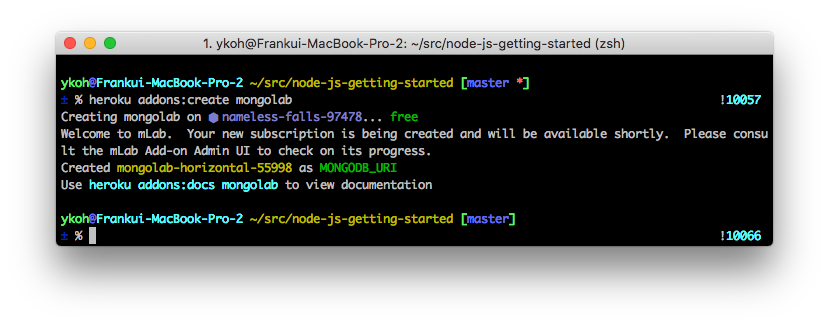 1. ykoh@Frankui-MacBook-Pro-2: ~/src/node-js-getting-started (zsh)
ykoh@Frankui-MacBook-Pro-2 ~/src/node-js-getting-started [master *]
± % heroku addons:create mongolab !10057
Creating mongolab on ⬢ nameless-falls-97478... free
Welcome to mLab.  Your new subscription is being created and will be available shortly.  Please consu
lt the mLab Add-on Admin UI to check on its progress.
Created mongolab-horizontal-55998 as MONGODB_URI
Use heroku addons:docs mongolab to view documentation
ykoh@Frankui-MacBook-Pro-2 ~/src/node-js-getting-started [master]
± % !10066